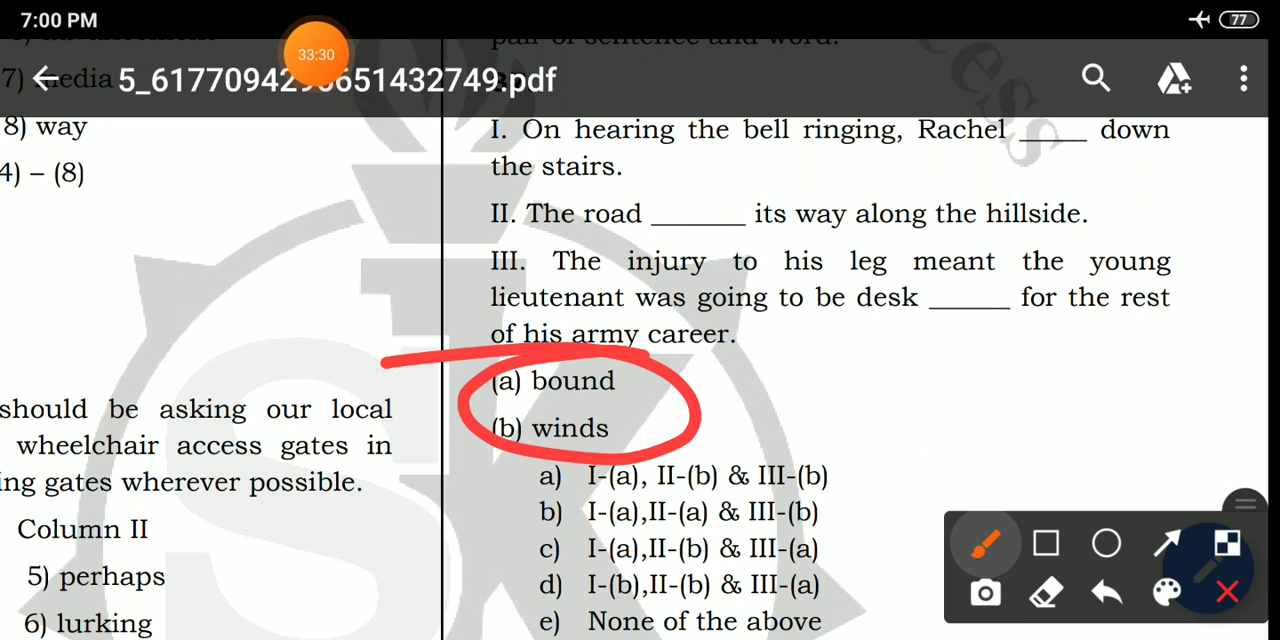 7:00 PM
77
33:30
5_6177094290651432749.pdf
7) media
8) way
4) – (8)
should be asking our local
wheelchair access gates in
ing gates wherever possible.
Column II
5) perhaps
6) lurking
pair of sentence and word.
I. On hearing the bell ringing, Rachel _____ down
the stairs.
II. The road _______ its way along the hillside.
III. The injury to his leg meant the young
lieutenant was going to be desk ______ for the rest
of his army career.
(a) bound
(b) winds
a) I-(a), II-(b) & III-(b)
b) I-(a),II-(a) & III-(b)
c) I-(a),II-(b) & III-(a)
d) I-(b),II-(b) & III-(a)
e) None of the above